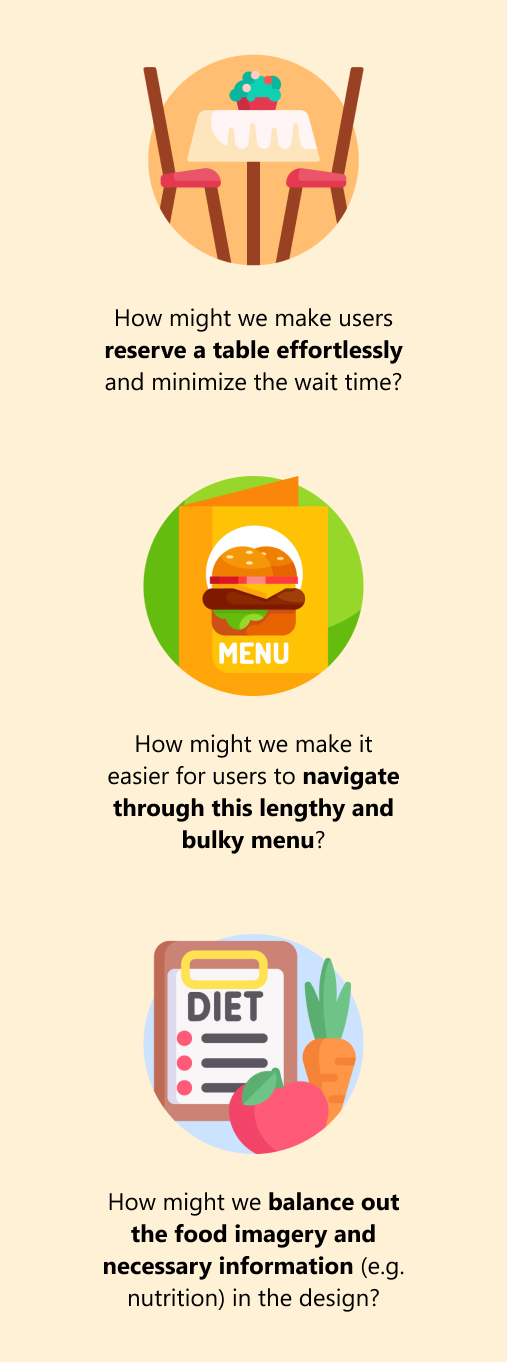 How might we make users
reserve a table effortlessly
and minimize the wait time?
MENU
How might we make it
easier for users to navigate
through this lengthy and
bulky menu?
DIET
How might we balance out
the food imagery and
necessary information (e.g.
nutrition) in the design?